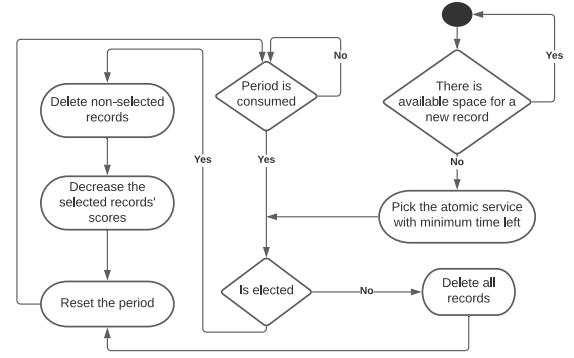 No
Yes
Period is
consumed
There is
available space for a
new record
Delete non-selected
records
Yes
Yes
No
Decrease the
selected records'
scores
Pick the atomic service
with minimum time left
Is elected
No
Delete all
records
Reset the period